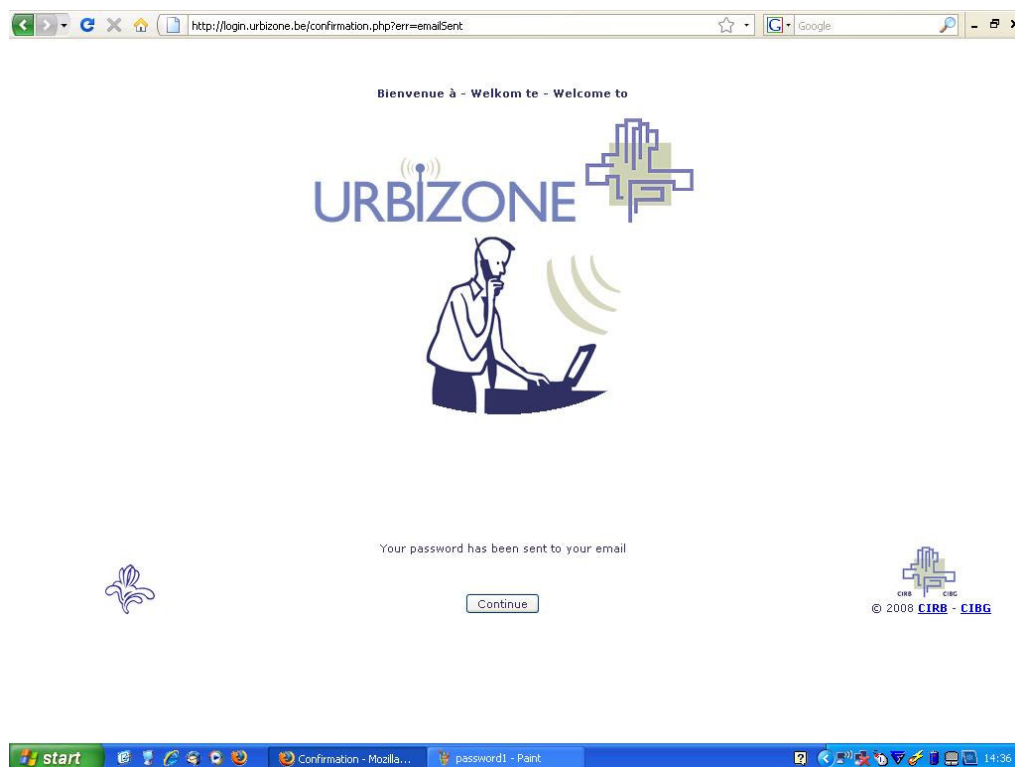 http://login.urbizone.be/confirmation.php?err=emailSent
G
Google
Bienvenue à - Welkom te - Welcome to
URBIZONE
Your password has been sent to your email
Continue
CIRB CIBG
© 2008 CIRB - CIBG
start
Confirmation - Mozilla...
password1 - Paint
14:36